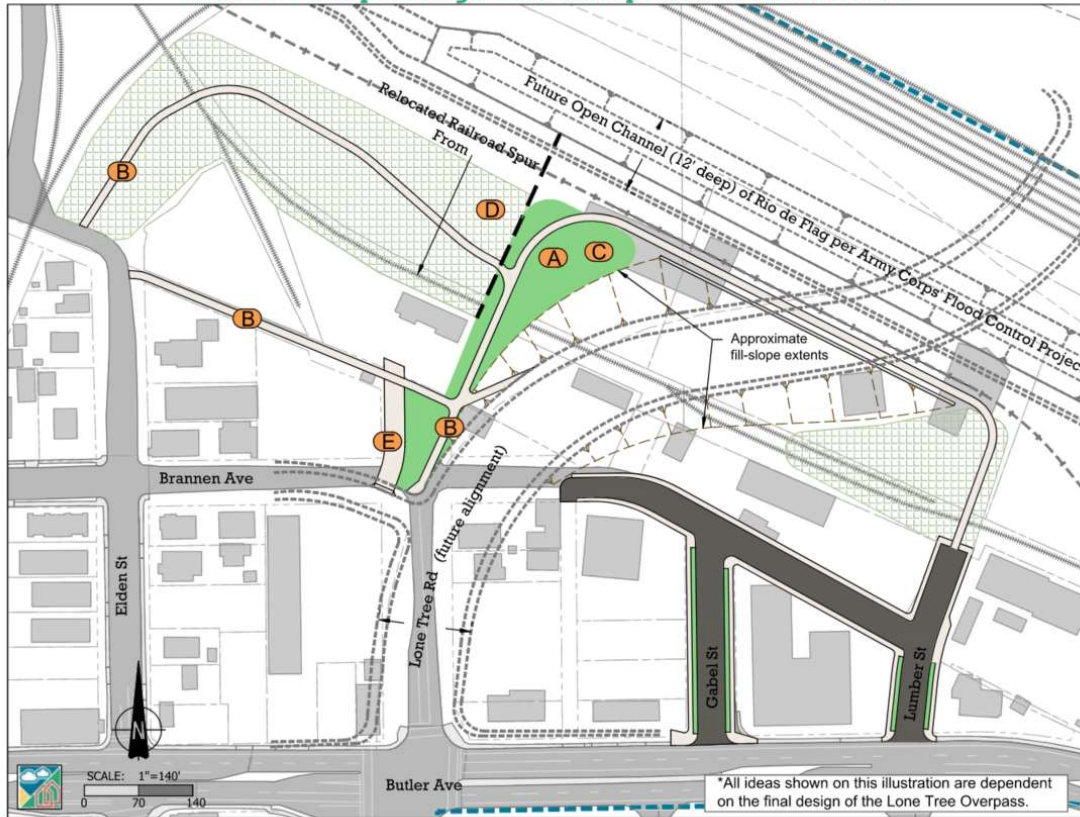 Future Open Channel (12' deep) of Rio de Flag per Army Corps Flood Control Project
Relocated Railroad Spur
From
B
D
A
C
B
Approximate
fill-slope extents
B
E
Brannen Ave
Lone Tree Rd (future alignment)
Elden St
Gabel St
Lumber St
N
SCALE: 1"=140'
0 70 140
Butler Ave
*All ideas shown on this illustration are dependent
on the final design of the Lone Tree Overpass.